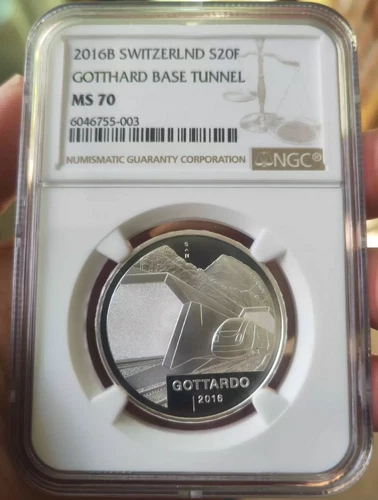 2016B SWITZERLND S20F
GOTTHARD BASE TUNNEL
MS 70
6046755-003
NUMISMATIC GUARANTY CORPORATION NGC®
GOTTARDO
2016